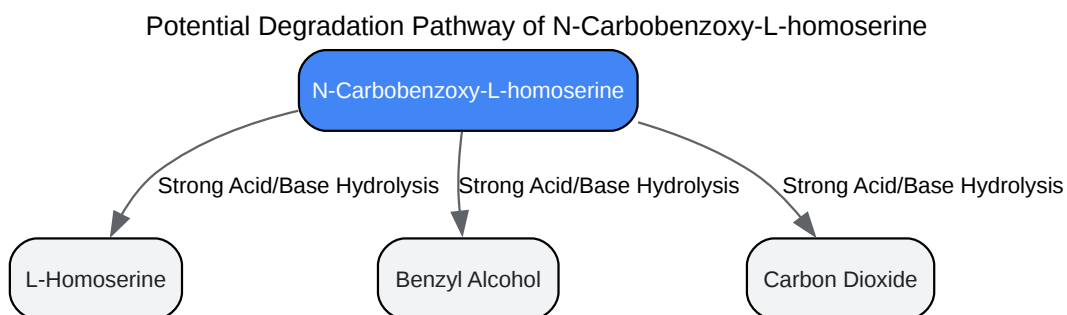 Potential Degradation Pathway of N-Carbobenzoxy-L-homoserine
N-Carbobenzoxy-L-homoserine
Strong Acid/Base Hydrolysis
Strong Acid/Base Hydrolysis
Strong Acid/Base Hydrolysis
L-Homoserine
Benzyl Alcohol
Carbon Dioxide